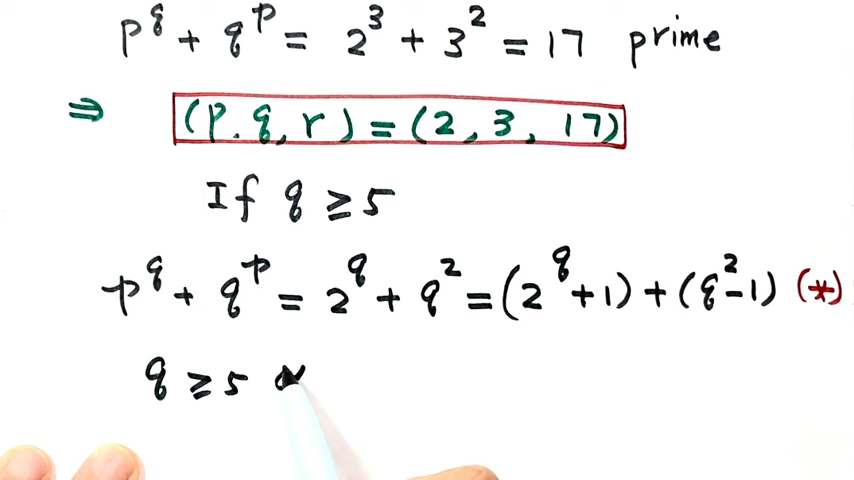 p^q + q^p = 2^3 + 3^2 = 17 prime
⇒ (p, q, r) = (2, 3, 17)
If q ≥ 5
p^q + q^p = 2^q + q^2 = (2^q + 1) + (q^2 - 1) (*)
q ≥ 5